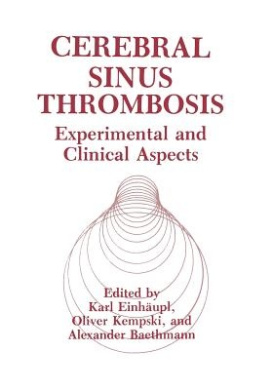 CEREBRAL
SINUS
THROMBOSIS
Experimental and
Clinical Aspects
Edited by
Karl Einhäupl,
Oliver Kempski, and
Alexander Baethmann